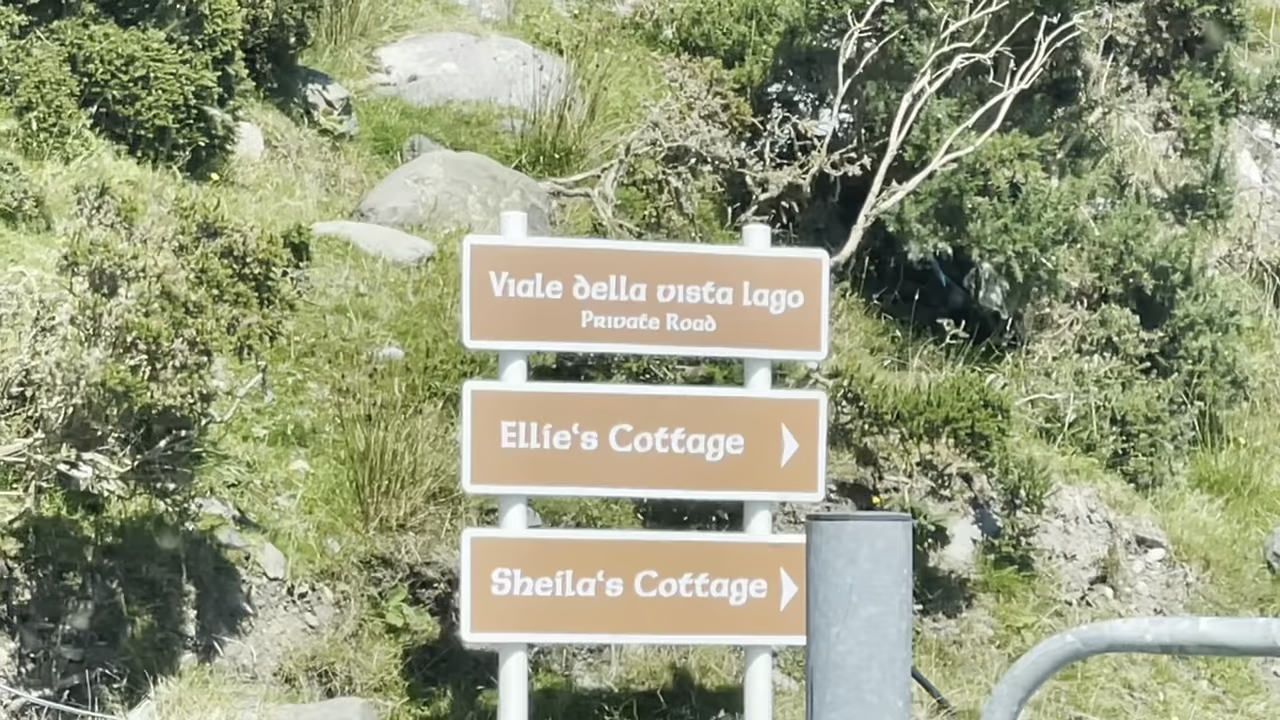 Viale della vista lago
Private Road
Ellie's Cottage
Sheila's Cottage